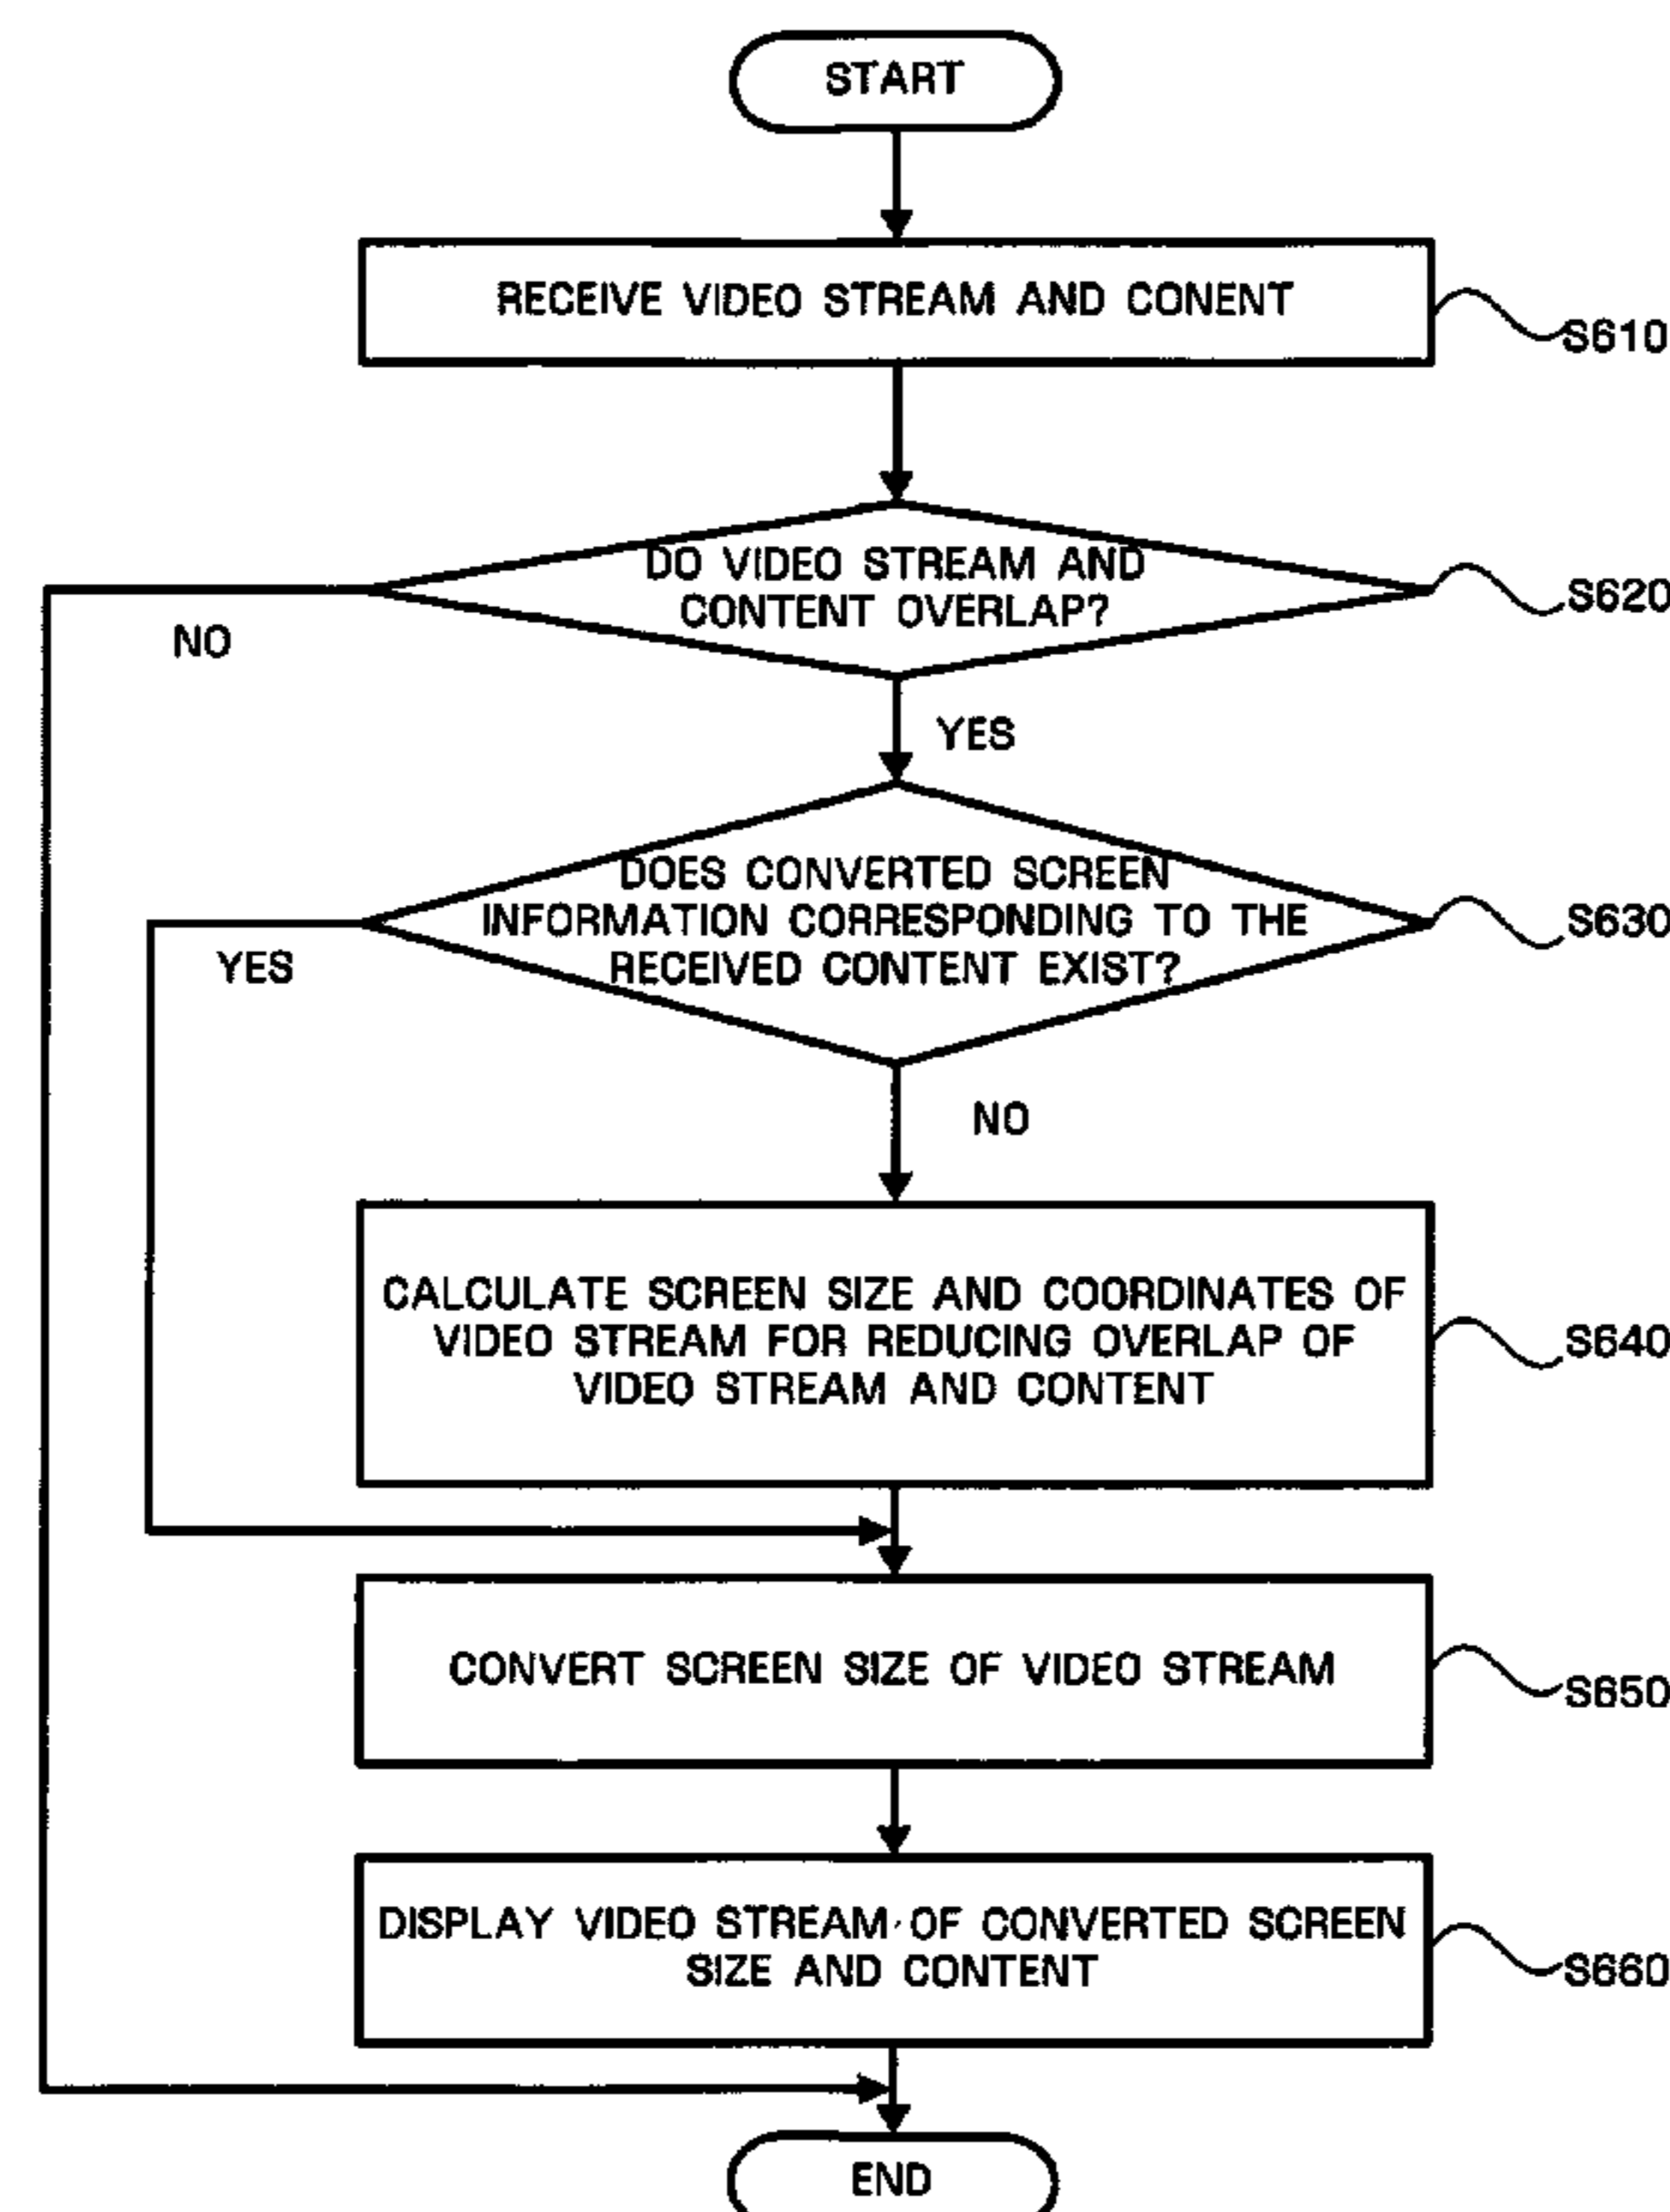 START
RECEIVE VIDEO STREAM AND CONENT
S610
DO VIDEO STREAM AND
CONTENT OVERLAP?
S620
NO
YES
DOES CONVERTED SCREEN
INFORMATION CORRESPONDING TO THE
RECEIVED CONTENT EXIST?
S630
YES
NO
CALCULATE SCREEN SIZE AND COORDINATES OF
VIDEO STREAM FOR REDUCING OVERLAP OF
VIDEO STREAM AND CONTENT
S640
CONVERT SCREEN SIZE OF VIDEO STREAM
S650
DISPLAY VIDEO STREAM OF CONVERTED SCREEN
SIZE AND CONTENT
S660
END